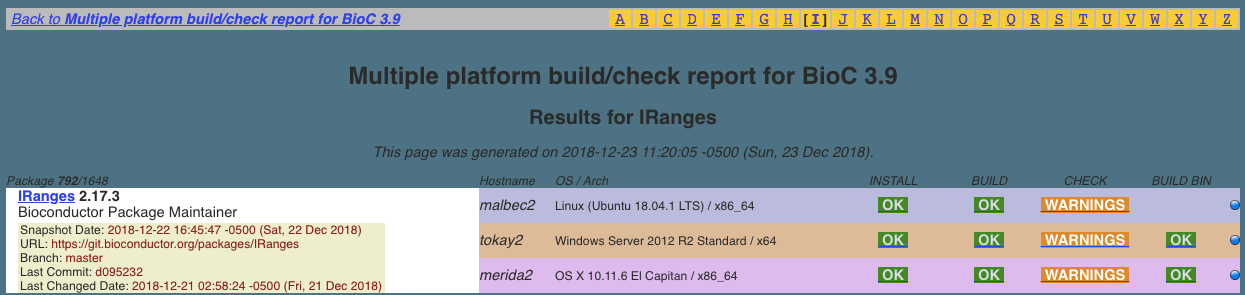 Back to Multiple platform build/check report for BioC 3.9 A B C D E F G H [I] J K L M N O P Q R S T U V W X Y Z
Multiple platform build/check report for BioC 3.9
Results for IRanges
This page was generated on 2018-12-23 11:20:05 -0500 (Sun, 23 Dec 2018).
Package 792/1648 Hostname OS / Arch INSTALL BUILD CHECK BUILD BIN
IRanges 2.17.3
Bioconductor Package Maintainer
Snapshot Date: 2018-12-22 16:45:47 -0500 (Sat, 22 Dec 2018)
URL: https://git.bioconductor.org/packages/IRanges
Branch: master
Last Commit: d095232
Last Changed Date: 2018-12-21 02:58:24 -0500 (Fri, 21 Dec 2018)
malbec2 Linux (Ubuntu 18.04.1 LTS) / x86_64 OK OK WARNINGS
tokay2 Windows Server 2012 R2 Standard / x64 OK OK WARNINGS OK
merida2 OS X 10.11.6 El Capitan / x86_64 OK OK WARNINGS OK